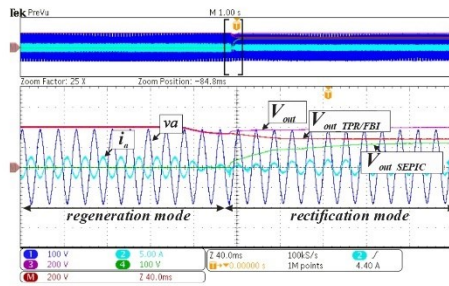 Tek PreVu M 1.00 s
Zoom Factor: 25 X Zoom Position: -84.8ms
Vout Vout TPR/FBI
va
Vout SEPIC
regeneration mode rectification mode
1 100 V 2 5.00 A Z 40.0ms 100kS/s 2 /
3 200 V 4 100 V 0.00000 s 1M points 4.40 A
M 200 V Z 40.0ms